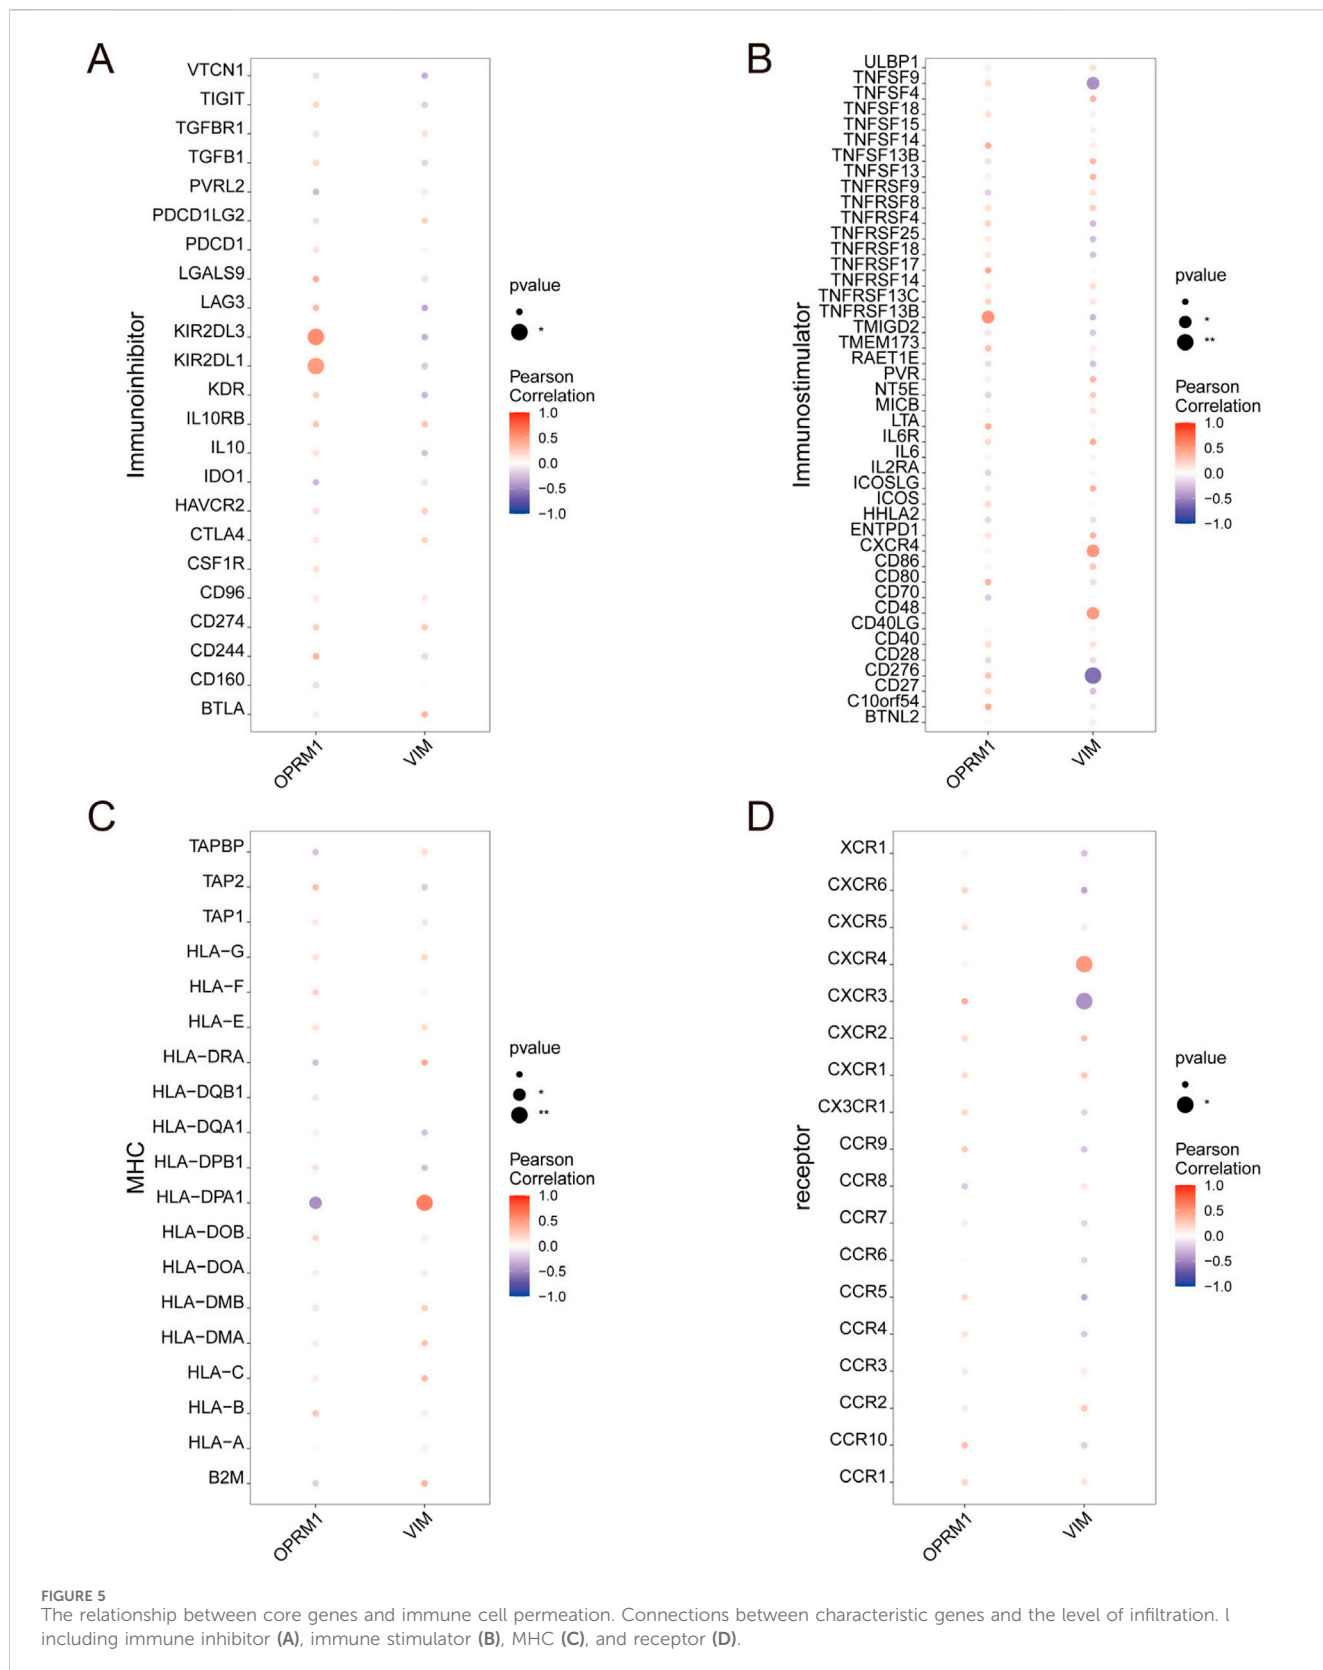 A
VTCN1
TIGIT
TGFBR1
TGFB1
PVRL2
PDCD1LG2
PDCD1
LGALS9
LAG3
KIR2DL3
KIR2DL1
KDR
IL10RB
IL10
IDO1
HAVCR2
CTLA4
CSF1R
CD96
CD274
CD244
CD160
BTLA
Immunoinhibitor
OPRM1
VIM
pvalue
*
Pearson
Correlation
1.0
0.5
0.0
−0.5
−1.0
B
ULBP1
TNFSF9
TNFSF4
TNFSF18
TNFSF15
TNFSF14
TNFSF13B
TNFSF13
TNFRSF9
TNFRSF8
TNFRSF4
TNFRSF25
TNFRSF18
TNFRSF17
TNFRSF14
TNFRSF13C
TNFRSF13B
TMIGD2
TMEM173
RAET1E
PVR
NT5E
MICB
LTA
IL6R
IL6
IL2RA
ICOSLG
ICOS
HHLA2
ENTPD1
CXCR4
CD86
CD80
CD70
CD48
CD40LG
CD40
CD28
CD276
CD27
C10orf54
BTNL2
Immunostimulator
OPRM1
VIM
pvalue
*
**
Pearson
Correlation
1.0
0.5
0.0
−0.5
−1.0
C
TAPBP
TAP2
TAP1
HLA−G
HLA−F
HLA−E
HLA−DRA
HLA−DQB1
HLA−DQA1
HLA−DPB1
HLA−DPA1
HLA−DOB
HLA−DOA
HLA−DMB
HLA−DMA
HLA−C
HLA−B
HLA−A
B2M
MHC
OPRM1
VIM
pvalue
*
**
Pearson
Correlation
1.0
0.5
0.0
−0.5
−1.0
D
XCR1
CXCR6
CXCR5
CXCR4
CXCR3
CXCR2
CXCR1
CX3CR1
CCR9
CCR8
CCR7
CCR6
CCR5
CCR4
CCR3
CCR2
CCR10
CCR1
receptor
OPRM1
VIM
pvalue
*
Pearson
Correlation
1.0
0.5
0.0
−0.5
−1.0
FIGURE 5
The relationship between core genes and immune cell permeation. Connections between characteristic genes and the level of infiltration. l
including immune inhibitor (A), immune stimulator (B), MHC (C), and receptor (D).